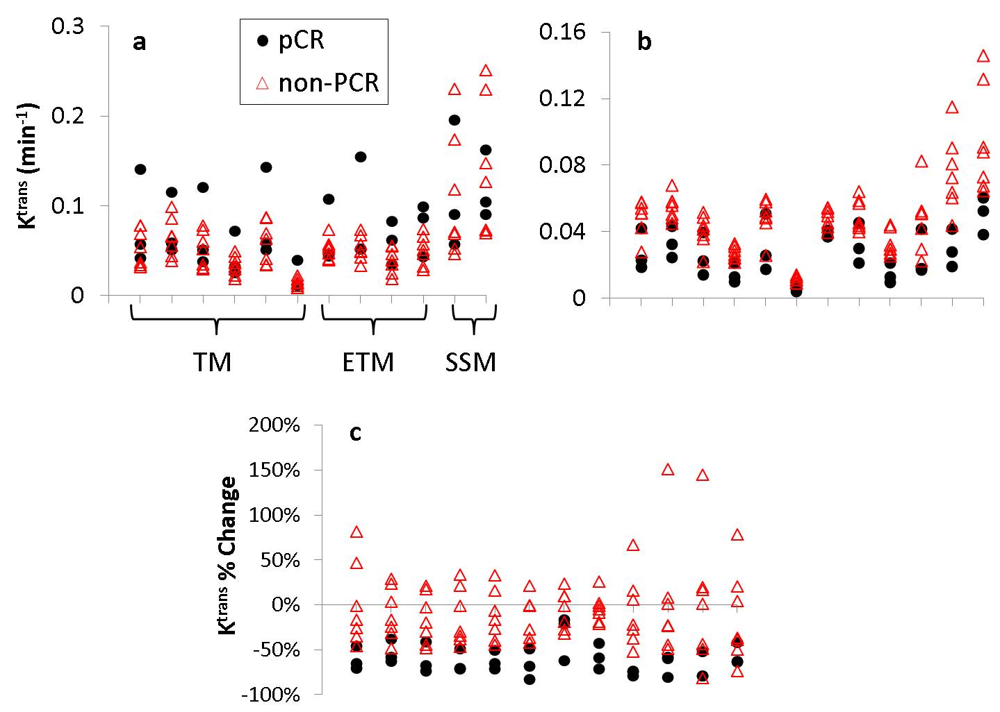 a
pCR
non-PCR
Ktrans (min-1)
0.3
0.2
0.1
0
TM
ETM
SSM
b
0.16
0.12
0.08
0.04
0
c
Ktrans % Change
200%
150%
100%
50%
0%
-50%
-100%